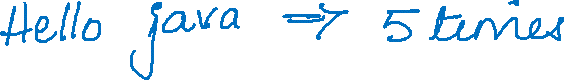 Hello java => 5 times